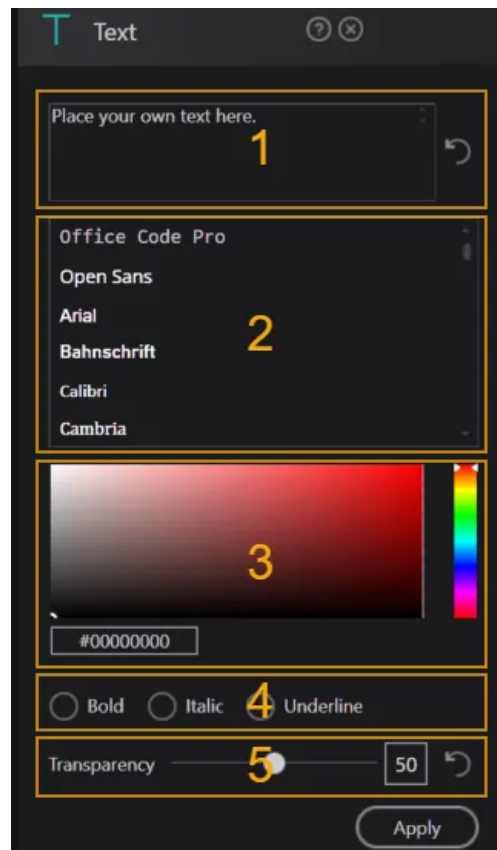 Text
Place your own text here.
1
Office Code Pro
Open Sans
Arial
Bahnschrift
2
Calibri
Cambria
3
#00000000
Bold Italic 4 Underline
Transparency 5 50
Apply